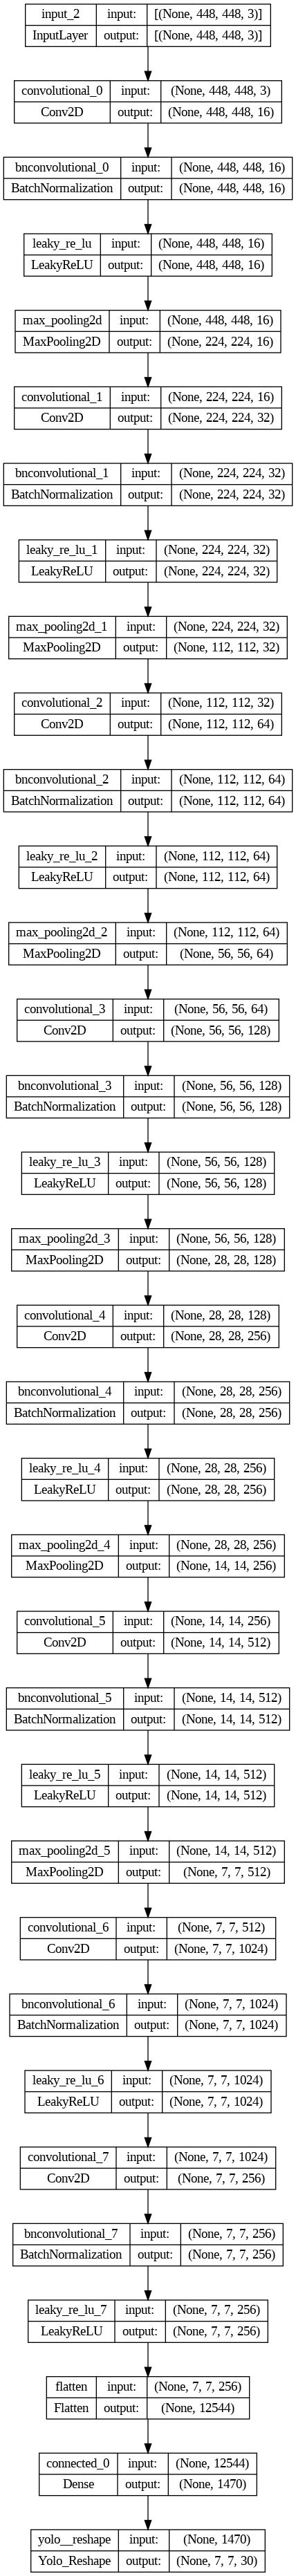 input_2 input: [(None, 448, 448, 3)]
InputLayer output: [(None, 448, 448, 3)]
convolutional_0 input: (None, 448, 448, 3)
Conv2D output: (None, 448, 448, 16)
bnconvolutional_0 input: (None, 448, 448, 16)
BatchNormalization output: (None, 448, 448, 16)
leaky_re_lu input: (None, 448, 448, 16)
LeakyReLU output: (None, 448, 448, 16)
max_pooling2d input: (None, 448, 448, 16)
MaxPooling2D output: (None, 224, 224, 16)
convolutional_1 input: (None, 224, 224, 16)
Conv2D output: (None, 224, 224, 32)
bnconvolutional_1 input: (None, 224, 224, 32)
BatchNormalization output: (None, 224, 224, 32)
leaky_re_lu_1 input: (None, 224, 224, 32)
LeakyReLU output: (None, 224, 224, 32)
max_pooling2d_1 input: (None, 224, 224, 32)
MaxPooling2D output: (None, 112, 112, 32)
convolutional_2 input: (None, 112, 112, 32)
Conv2D output: (None, 112, 112, 64)
bnconvolutional_2 input: (None, 112, 112, 64)
BatchNormalization output: (None, 112, 112, 64)
leaky_re_lu_2 input: (None, 112, 112, 64)
LeakyReLU output: (None, 112, 112, 64)
max_pooling2d_2 input: (None, 112, 112, 64)
MaxPooling2D output: (None, 56, 56, 64)
convolutional_3 input: (None, 56, 56, 64)
Conv2D output: (None, 56, 56, 128)
bnconvolutional_3 input: (None, 56, 56, 128)
BatchNormalization output: (None, 56, 56, 128)
leaky_re_lu_3 input: (None, 56, 56, 128)
LeakyReLU output: (None, 56, 56, 128)
max_pooling2d_3 input: (None, 56, 56, 128)
MaxPooling2D output: (None, 28, 28, 128)
convolutional_4 input: (None, 28, 28, 128)
Conv2D output: (None, 28, 28, 256)
bnconvolutional_4 input: (None, 28, 28, 256)
BatchNormalization output: (None, 28, 28, 256)
leaky_re_lu_4 input: (None, 28, 28, 256)
LeakyReLU output: (None, 28, 28, 256)
max_pooling2d_4 input: (None, 28, 28, 256)
MaxPooling2D output: (None, 14, 14, 256)
convolutional_5 input: (None, 14, 14, 256)
Conv2D output: (None, 14, 14, 512)
bnconvolutional_5 input: (None, 14, 14, 512)
BatchNormalization output: (None, 14, 14, 512)
leaky_re_lu_5 input: (None, 14, 14, 512)
LeakyReLU output: (None, 14, 14, 512)
max_pooling2d_5 input: (None, 14, 14, 512)
MaxPooling2D output: (None, 7, 7, 512)
convolutional_6 input: (None, 7, 7, 512)
Conv2D output: (None, 7, 7, 1024)
bnconvolutional_6 input: (None, 7, 7, 1024)
BatchNormalization output: (None, 7, 7, 1024)
leaky_re_lu_6 input: (None, 7, 7, 1024)
LeakyReLU output: (None, 7, 7, 1024)
convolutional_7 input: (None, 7, 7, 1024)
Conv2D output: (None, 7, 7, 256)
bnconvolutional_7 input: (None, 7, 7, 256)
BatchNormalization output: (None, 7, 7, 256)
leaky_re_lu_7 input: (None, 7, 7, 256)
LeakyReLU output: (None, 7, 7, 256)
flatten input: (None, 7, 7, 256)
Flatten output: (None, 12544)
connected_0 input: (None, 12544)
Dense output: (None, 1470)
yolo__reshape input: (None, 1470)
Yolo_Reshape output: (None, 7, 7, 30)